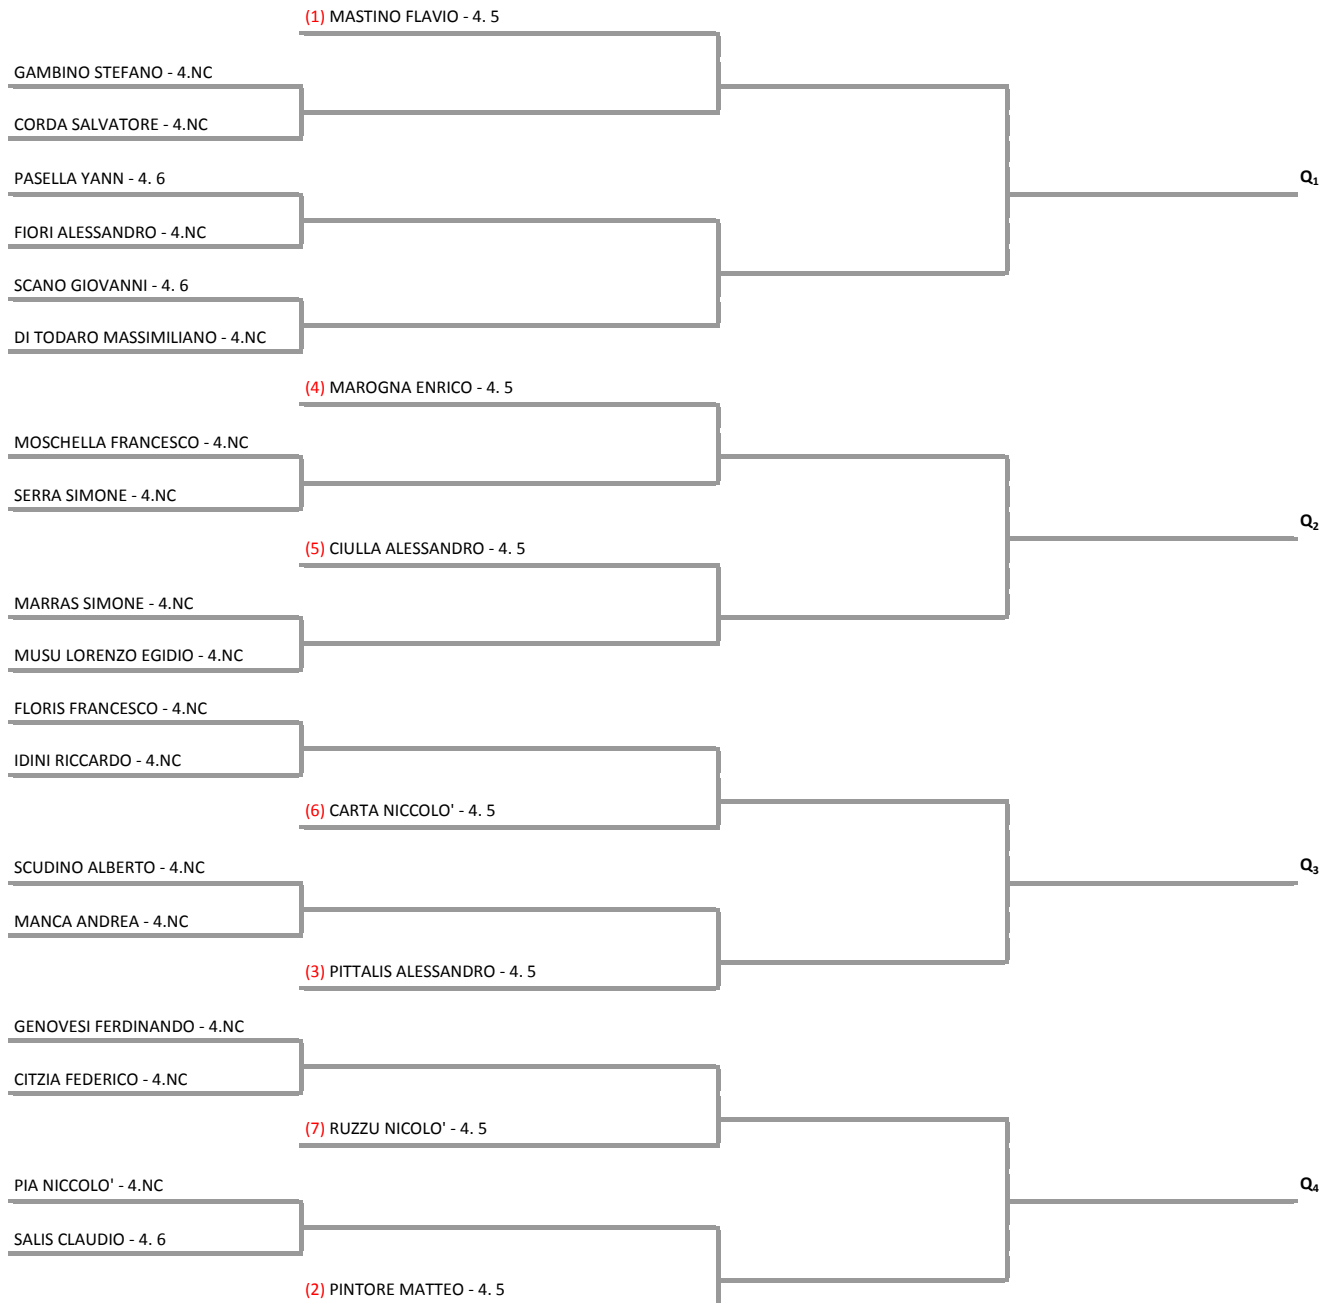 (1) MASTINO FLAVIO - 4. 5
GAMBINO STEFANO - 4.NC
CORDA SALVATORE - 4.NC
PASELLA YANN - 4. 6
Q1
FIORI ALESSANDRO - 4.NC
SCANO GIOVANNI - 4. 6
DI TODARO MASSIMILIANO - 4.NC
(4) MAROGNA ENRICO - 4. 5
MOSCHELLA FRANCESCO - 4.NC
SERRA SIMONE - 4.NC
Q2
(5) CIULLA ALESSANDRO - 4. 5
MARRAS SIMONE - 4.NC
MUSU LORENZO EGIDIO - 4.NC
FLORIS FRANCESCO - 4.NC
IDINI RICCARDO - 4.NC
(6) CARTA NICCOLO' - 4. 5
SCUDINO ALBERTO - 4.NC
Q3
MANCA ANDREA - 4.NC
(3) PITTALIS ALESSANDRO - 4. 5
GENOVESI FERDINANDO - 4.NC
CITZIA FEDERICO - 4.NC
(7) RUZZU NICOLO' - 4. 5
PIA NICCOLO' - 4.NC
Q4
SALIS CLAUDIO - 4. 6
(2) PINTORE MATTEO - 4. 5